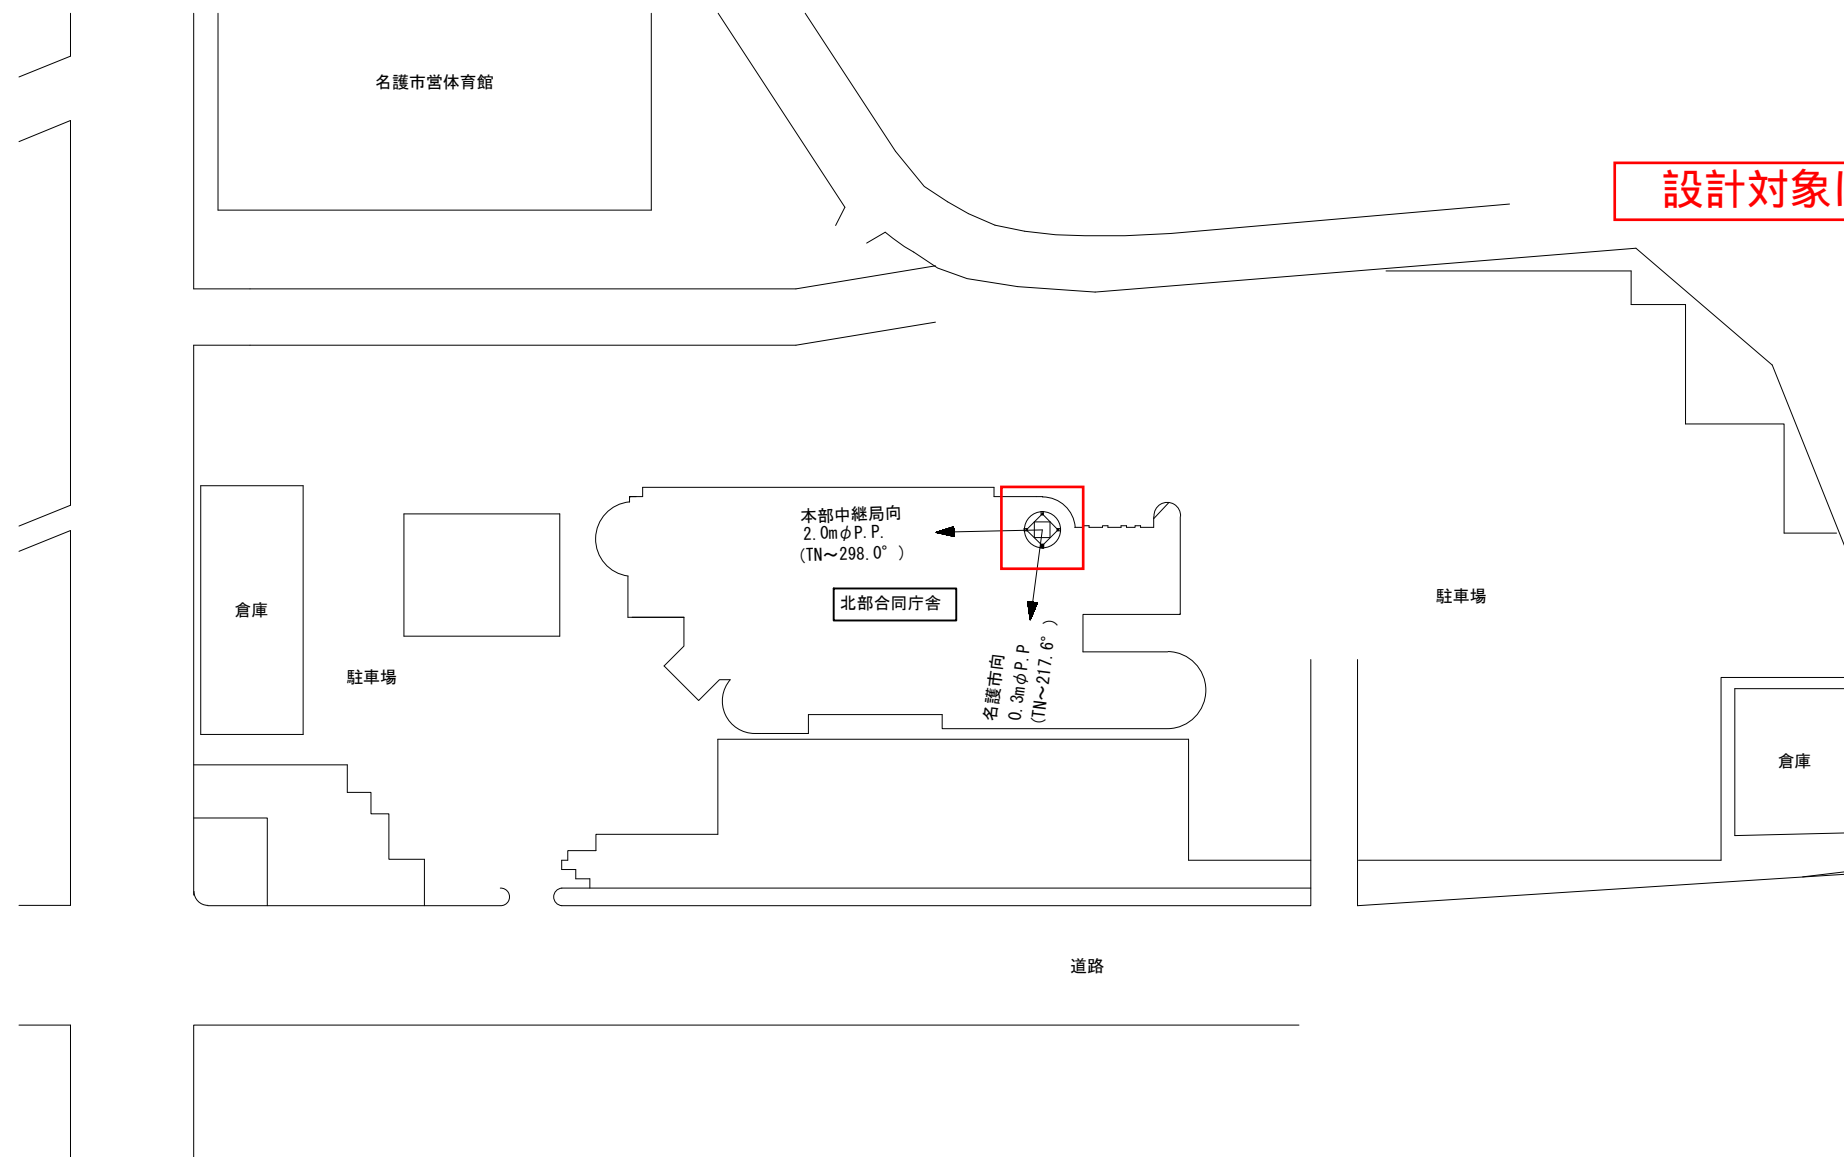 名護市営体育館
設計対象
本部中継局向
2.0mφP.P.
(TN～298.0°)
北部合同庁舎
名護市向
0.3mφP.P
(TN～217.6°)
倉庫
駐車場
駐車場
倉庫
道路